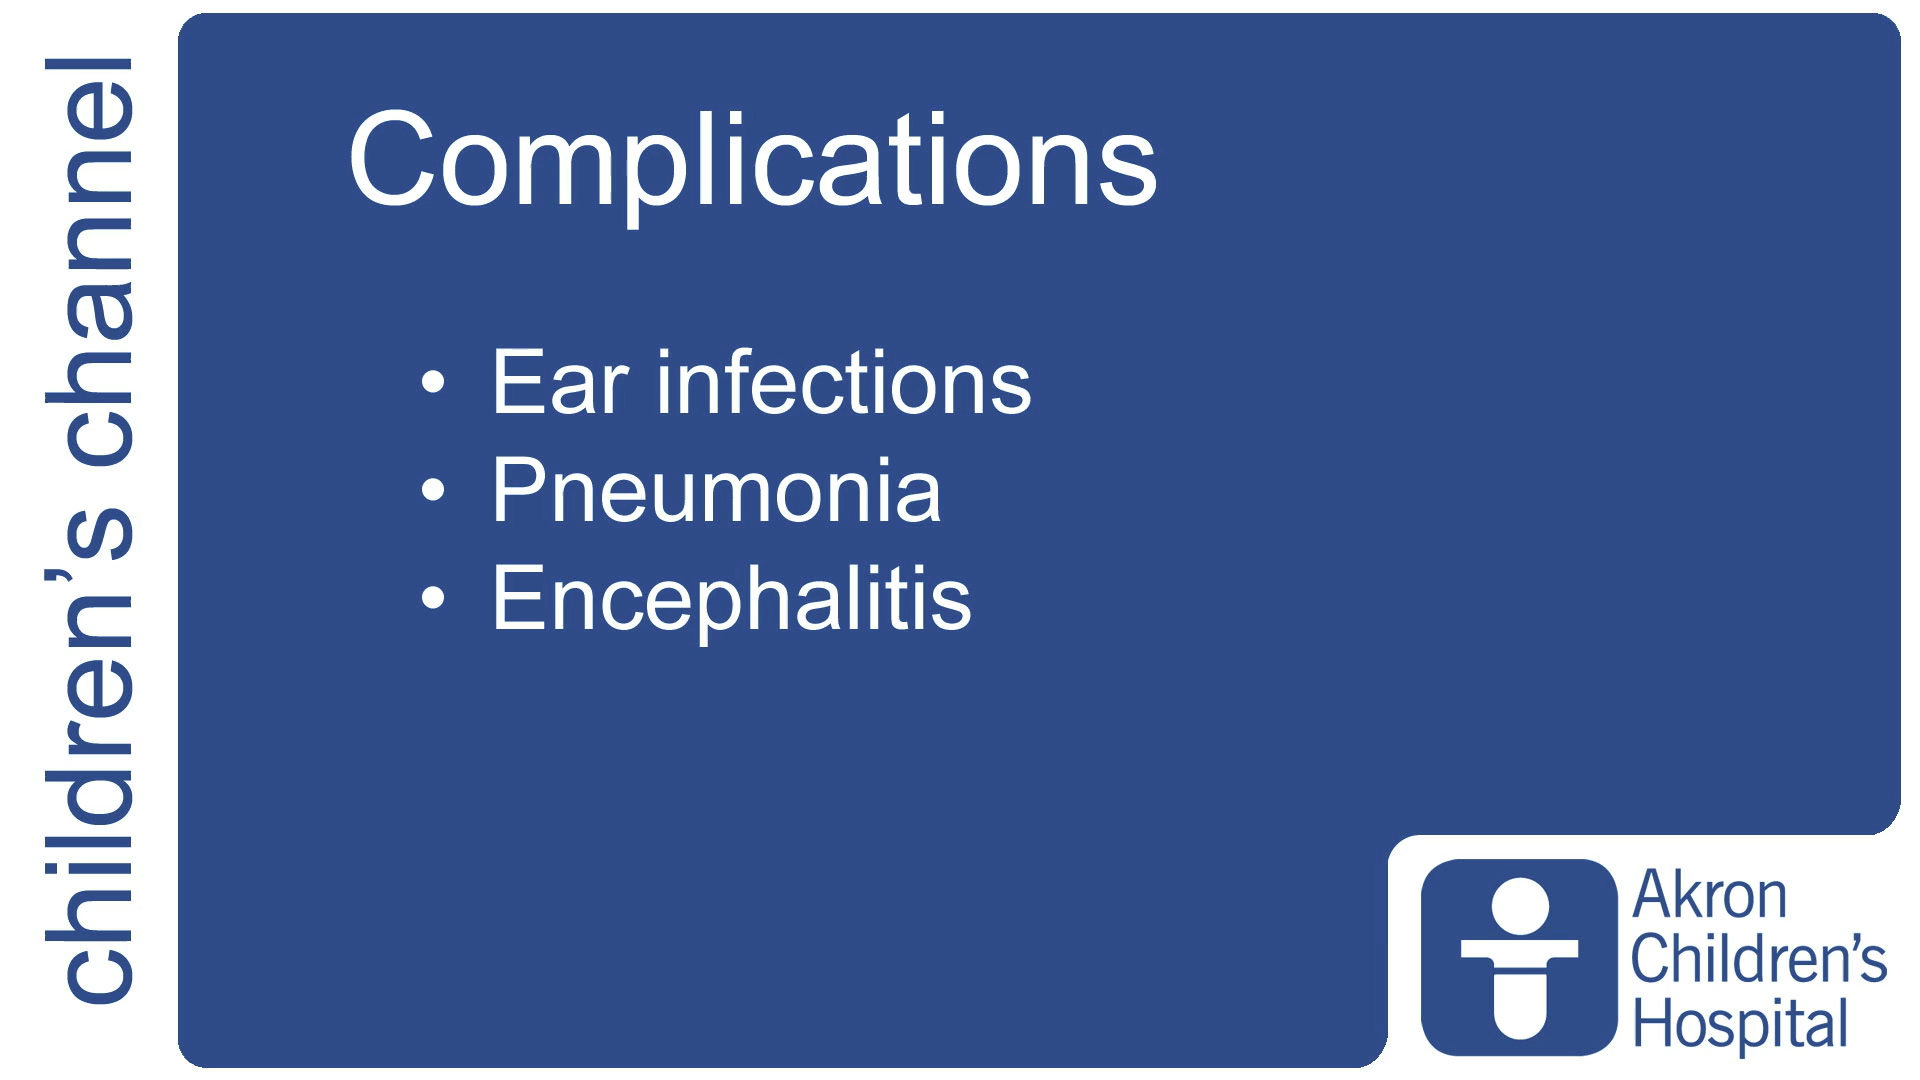 children’s channel
Complications
• Ear infections
• Pneumonia
• Encephalitis
Akron
Children’s
Hospital